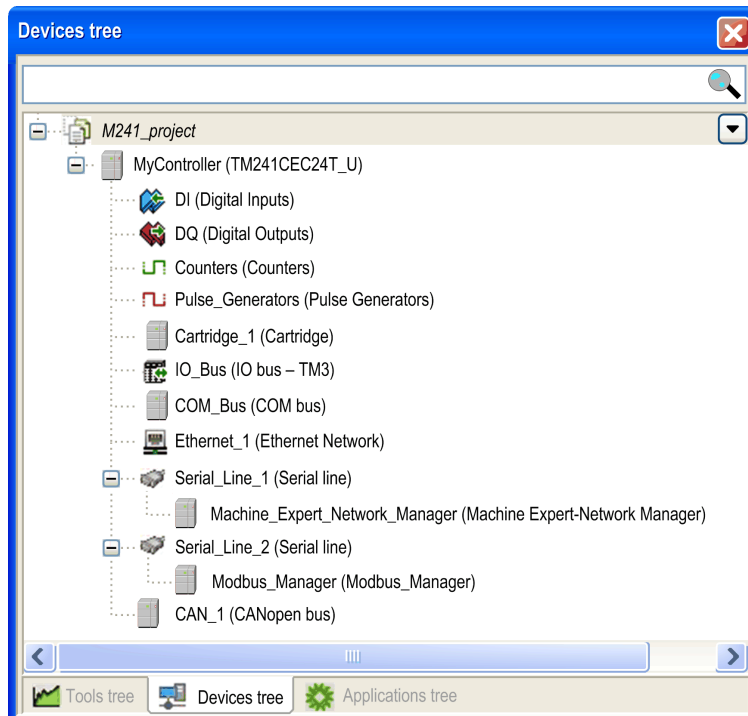 Devices tree
M241_project
MyController (TM241CEC24T_U)
DI (Digital Inputs)
DQ (Digital Outputs)
Counters (Counters)
Pulse_Generators (Pulse Generators)
Cartridge_1 (Cartridge)
IO_Bus (IO bus – TM3)
COM_Bus (COM bus)
Ethernet_1 (Ethernet Network)
Serial_Line_1 (Serial line)
Machine_Expert_Network_Manager (Machine Expert-Network Manager)
Serial_Line_2 (Serial line)
Modbus_Manager (Modbus_Manager)
CAN_1 (CANopen bus)
Tools tree Devices tree Applications tree